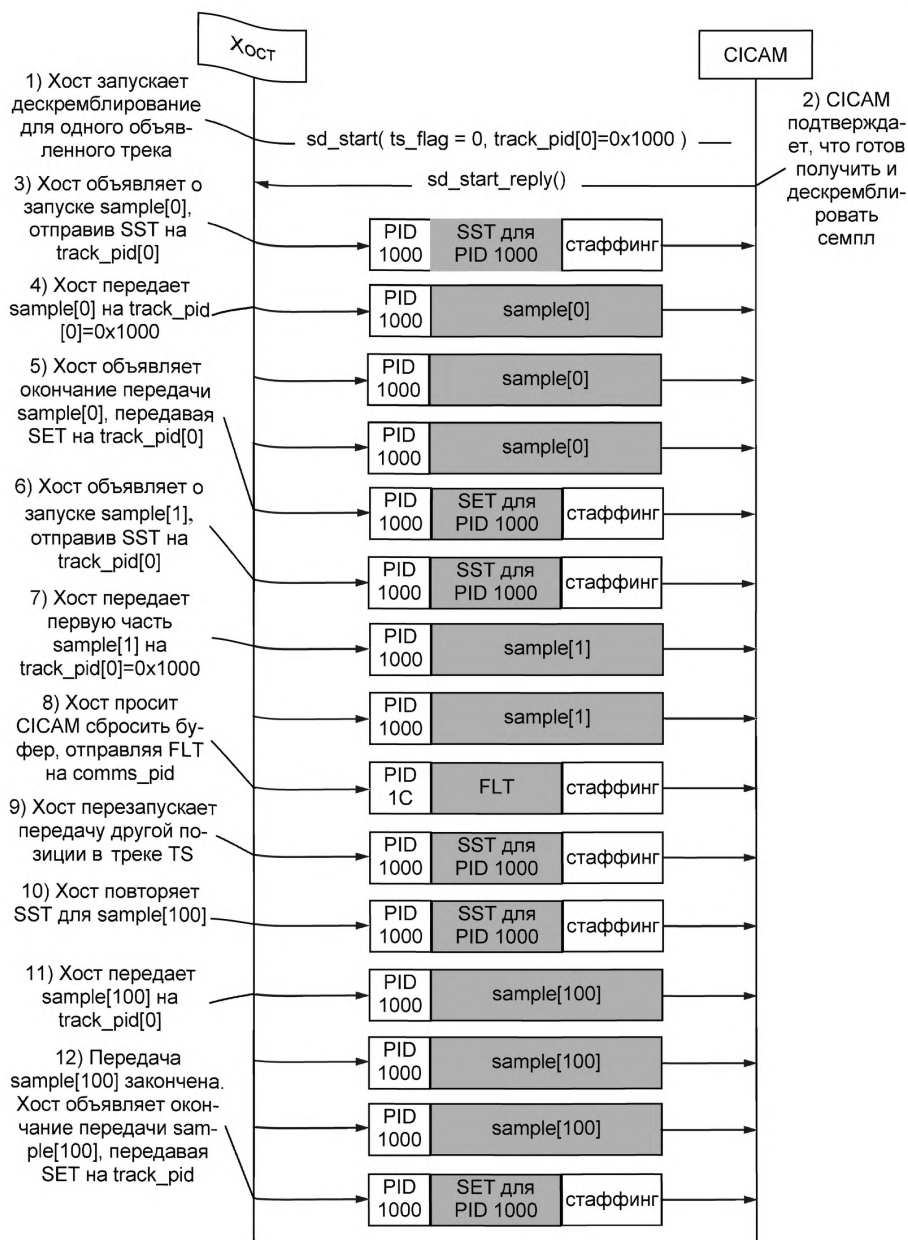 Хост
CICAM
1) Хост запускает
дескремблирование
для одного объяв-
ленного трека
sd_start( ts_flag = 0, track_pid[0]=0x1000 )
2) CICAM
подтвержда-
ет, что готов
получить и
дескрембли-
ровать
семпл
sd_start_reply()
3) Хост объявляет о
запуске sample[0],
отправив SST на
track_pid[0]
PID
1000
SST для
PID 1000
стаффинг
4) Хост передает
sample[0] на track_pid
[0]=0x1000
PID
1000
sample[0]
5) Хост объявляет
окончание передачи
sample[0], передавая
SET на track_pid[0]
PID
1000
sample[0]
PID
1000
sample[0]
6) Хост объявляет о
запуске sample[1],
отправив SST на
track_pid[0]
PID
1000
SET для
PID 1000
стаффинг
PID
1000
SST для
PID 1000
стаффинг
7) Хост передает
первую часть
sample[1] на
track_pid[0]=0x1000
PID
1000
sample[1]
8) Хост просит
CICAM сбросить бу-
фер, отправляя FLT
на comms_pid
PID
1000
sample[1]
PID
1C
FLT
стаффинг
9) Хост перезапускает
передачу другой по-
зиции в треке TS
PID
1000
SST для
PID 1000
стаффинг
10) Хост повторяет
SST для sample[100]
PID
1000
SST для
PID 1000
стаффинг
11) Хост передает
sample[100] на
track_pid[0]
PID
1000
sample[100]
12) Передача
sample[100] закончена.
Хост объявляет окон-
чание передачи sam-
ple[100], передавая
SET на track_pid
PID
1000
sample[100]
PID
1000
sample[100]
PID
1000
SET для
PID 1000
стаффинг